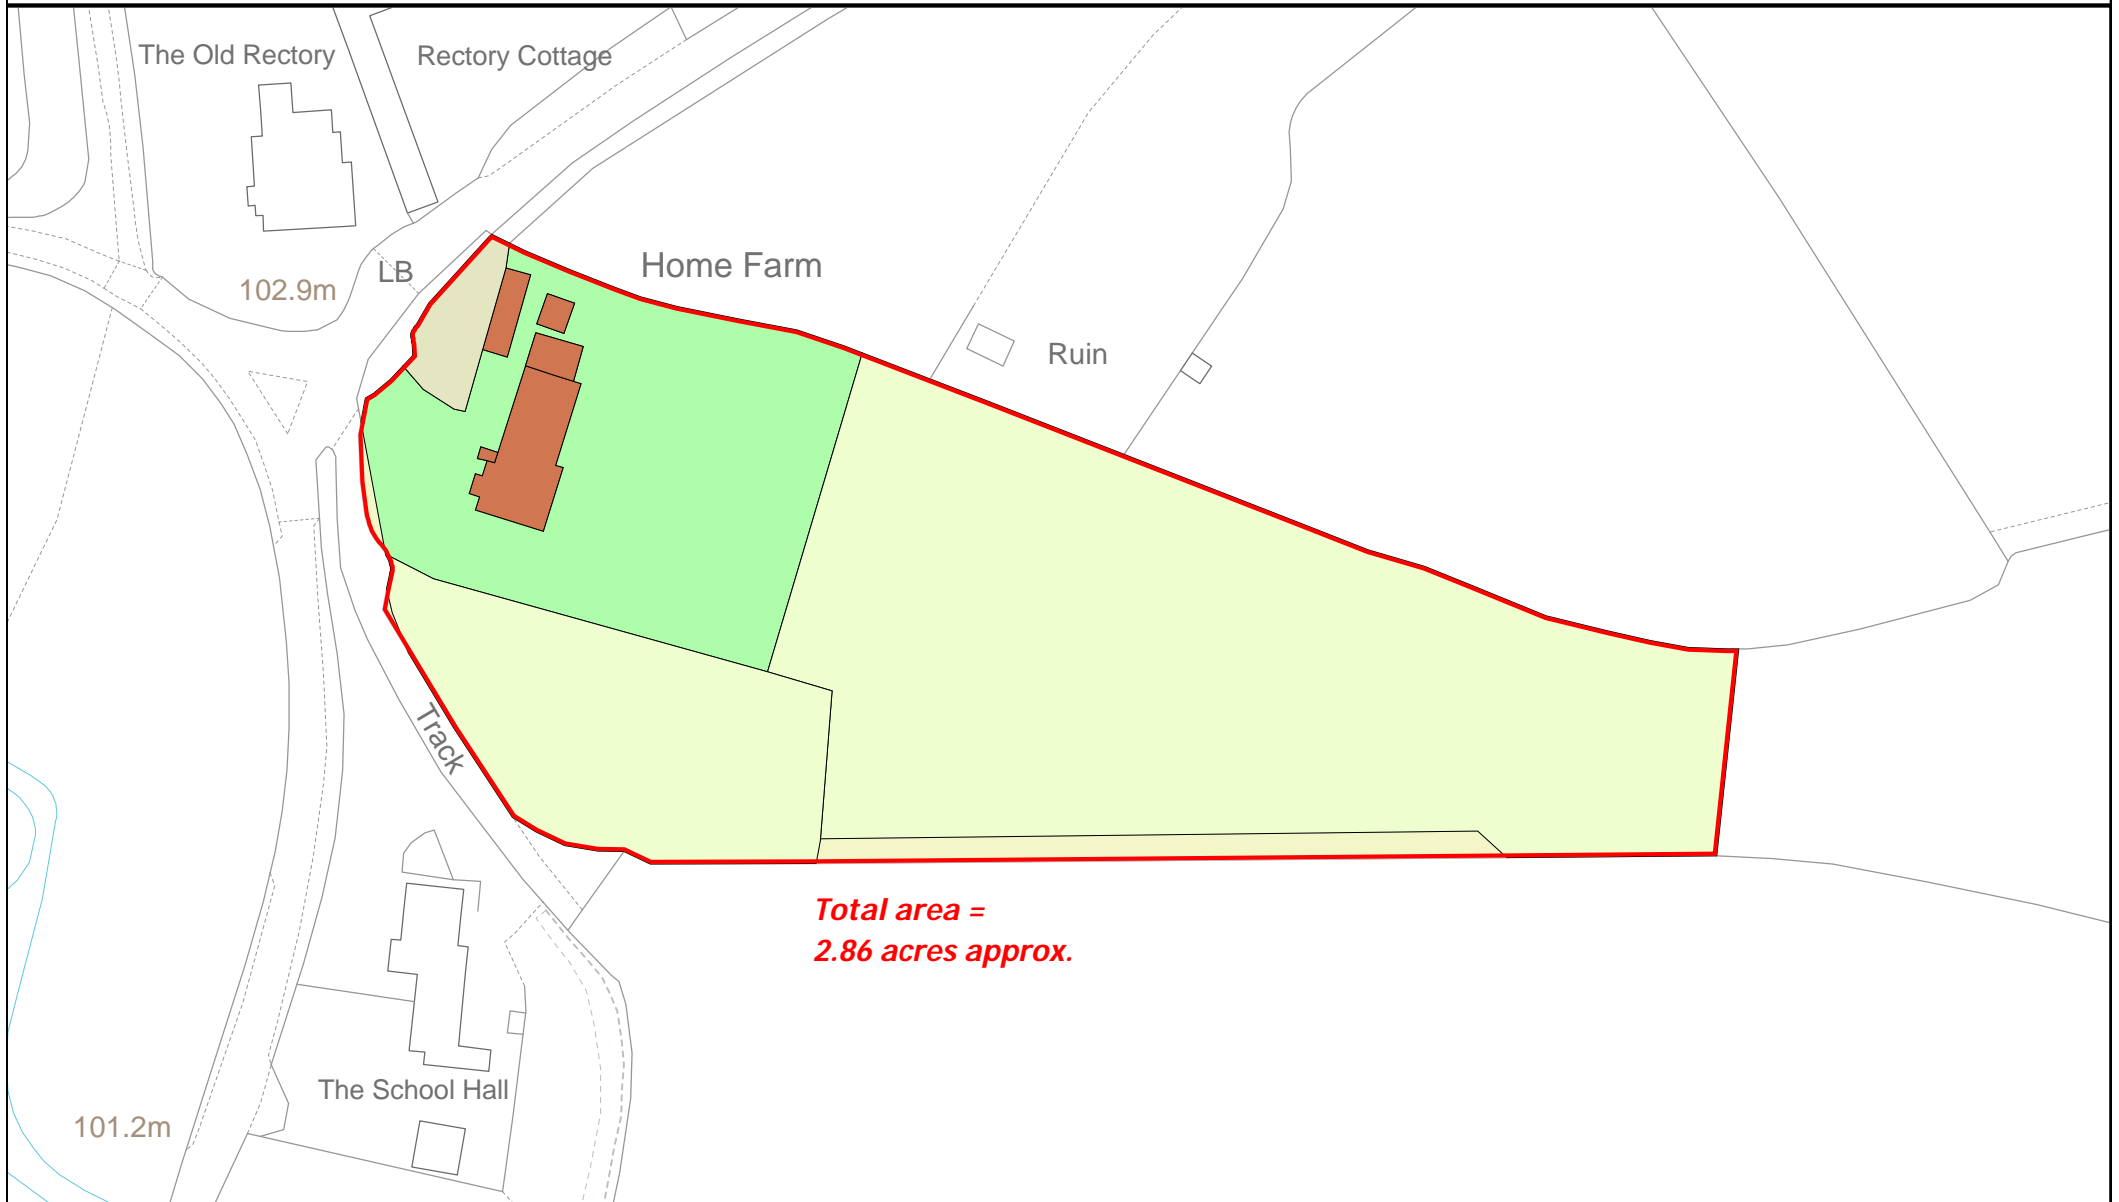 The Old Rectory
Rectory Cottage
Home Farm
LB
102.9m
Ruin
Track
Total area =
2.86 acres approx.
The School Hall
101.2m